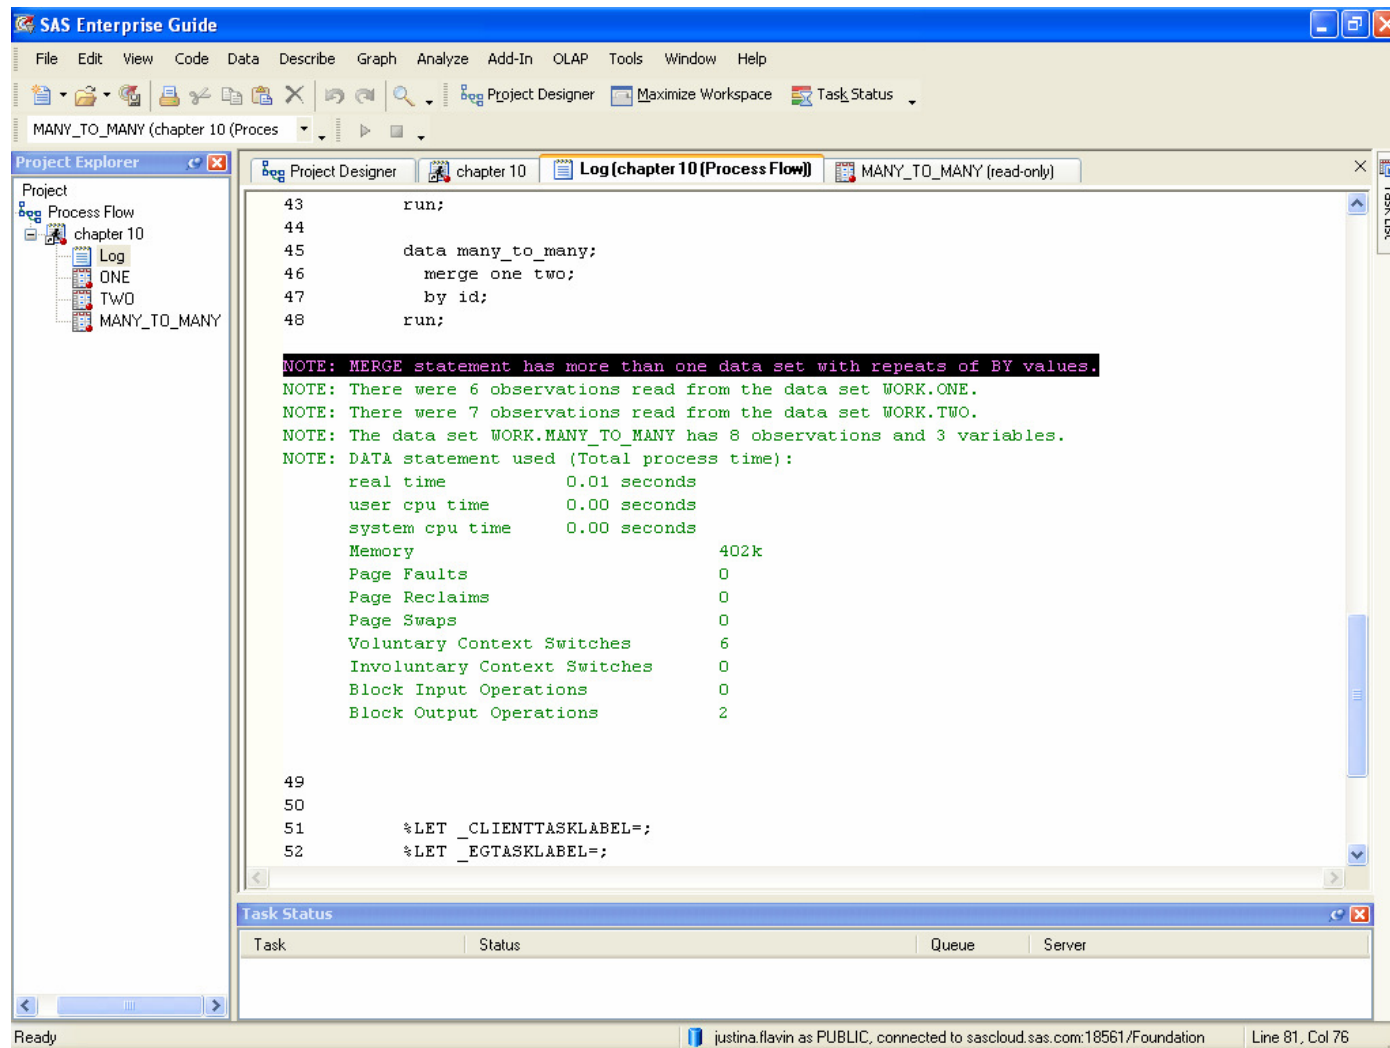 SAS Enterprise Guide
File Edit View Code Data Describe Graph Analyze Add-In OLAP Tools Window Help
Project Designer Maximize Workspace Task Status
MANY_TO_MANY (chapter 10 (Proces
Project Explorer
Project Designer chapter 10 Log (chapter 10 (Process Flow)) MANY_TO_MANY (read-only)
Task List
Project
Process Flow
chapter 10
Log
ONE
TWO
MANY_TO_MANY
43 run;
44
45 data many_to_many;
46 merge one two;
47 by id;
48 run;
NOTE: MERGE statement has more than one data set with repeats of BY values.
NOTE: There were 6 observations read from the data set WORK.ONE.
NOTE: There were 7 observations read from the data set WORK.TWO.
NOTE: The data set WORK.MANY_TO_MANY has 8 observations and 3 variables.
NOTE: DATA statement used (Total process time):
real time 0.01 seconds
user cpu time 0.00 seconds
system cpu time 0.00 seconds
Memory 402k
Page Faults 0
Page Reclaims 0
Page Swaps 0
Voluntary Context Switches 6
Involuntary Context Switches 0
Block Input Operations 0
Block Output Operations 2
49
50
51 %LET _CLIENTTASKLABEL=;
52 %LET _EGTASKLABEL=;
Task Status
Task Status Queue Server
Ready justina.flavin as PUBLIC, connected to sascloud.sas.com:18561/Foundation Line 81, Col 76